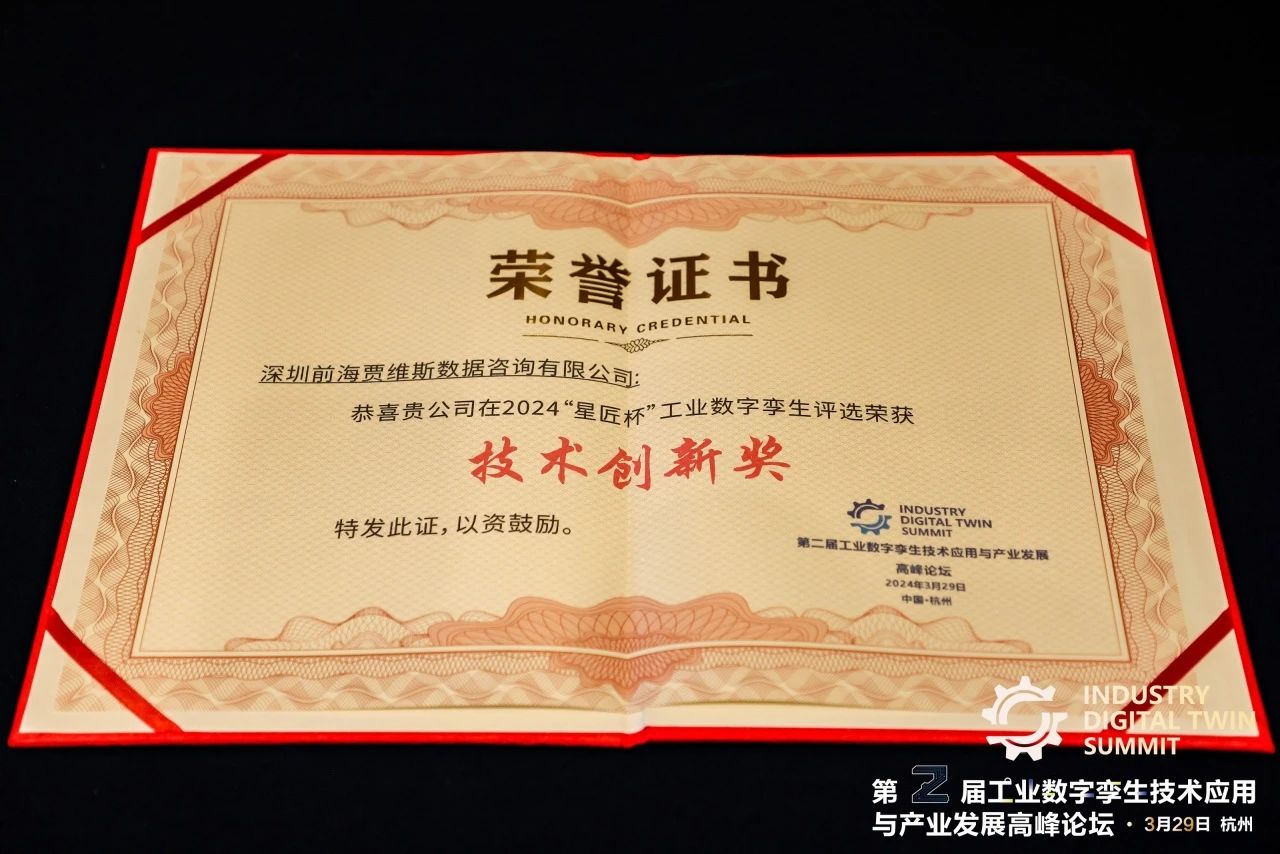 荣誉证书
HONORARY CREDENTIAL
深圳前海贾维斯数据咨询有限公司:
恭喜贵公司在2024“星匠杯”工业数字孪生评选荣获
技术创新奖
特发此证，以资鼓励。
INDUSTRY
DIGITAL TWIN
SUMMIT
第二届工业数字孪生技术应用与产业发展
高峰论坛
2024年3月29日
中国·杭州
INDUSTRY
DIGITAL TWIN
SUMMIT
第2届工业数字孪生技术应用
与产业发展高峰论坛 · 3月29日 杭州